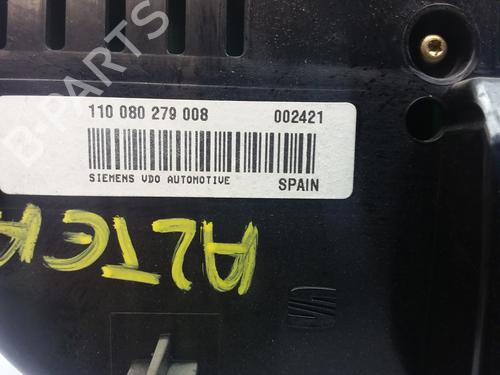 B PARTS
110 080 279 008 002421
SIEMENS VDO AUTOMOTIVE SPAIN
ALTEA